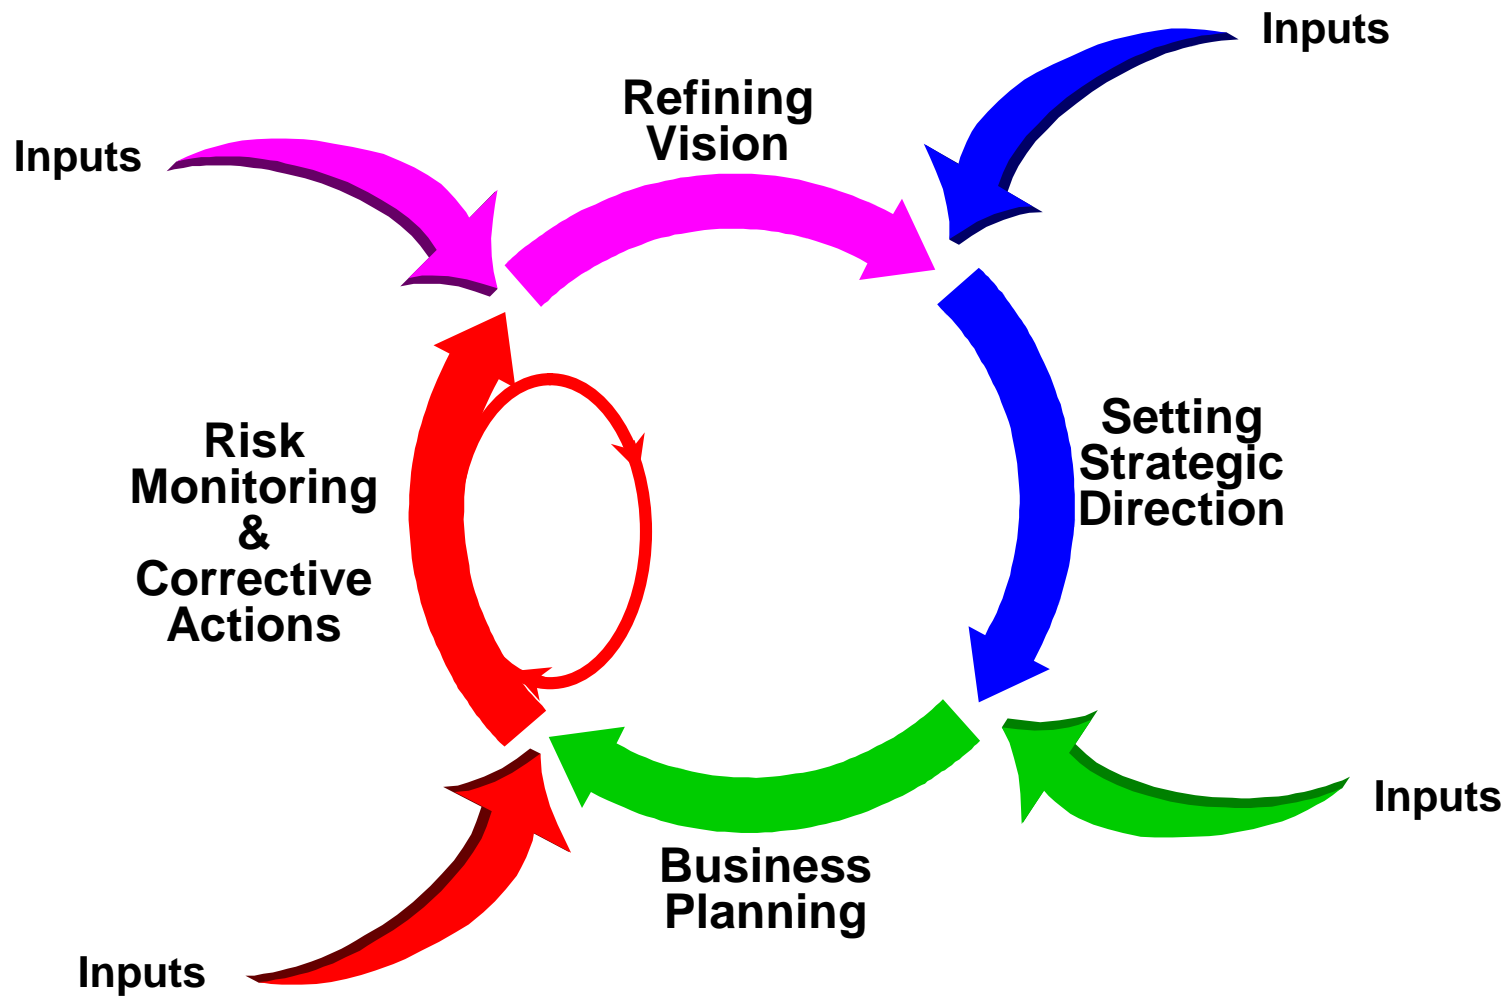 Inputs
Refining
Vision
Inputs
Setting
Strategic
Direction
Risk
Monitoring
&
Corrective
Actions
Inputs
Business
Planning
Inputs